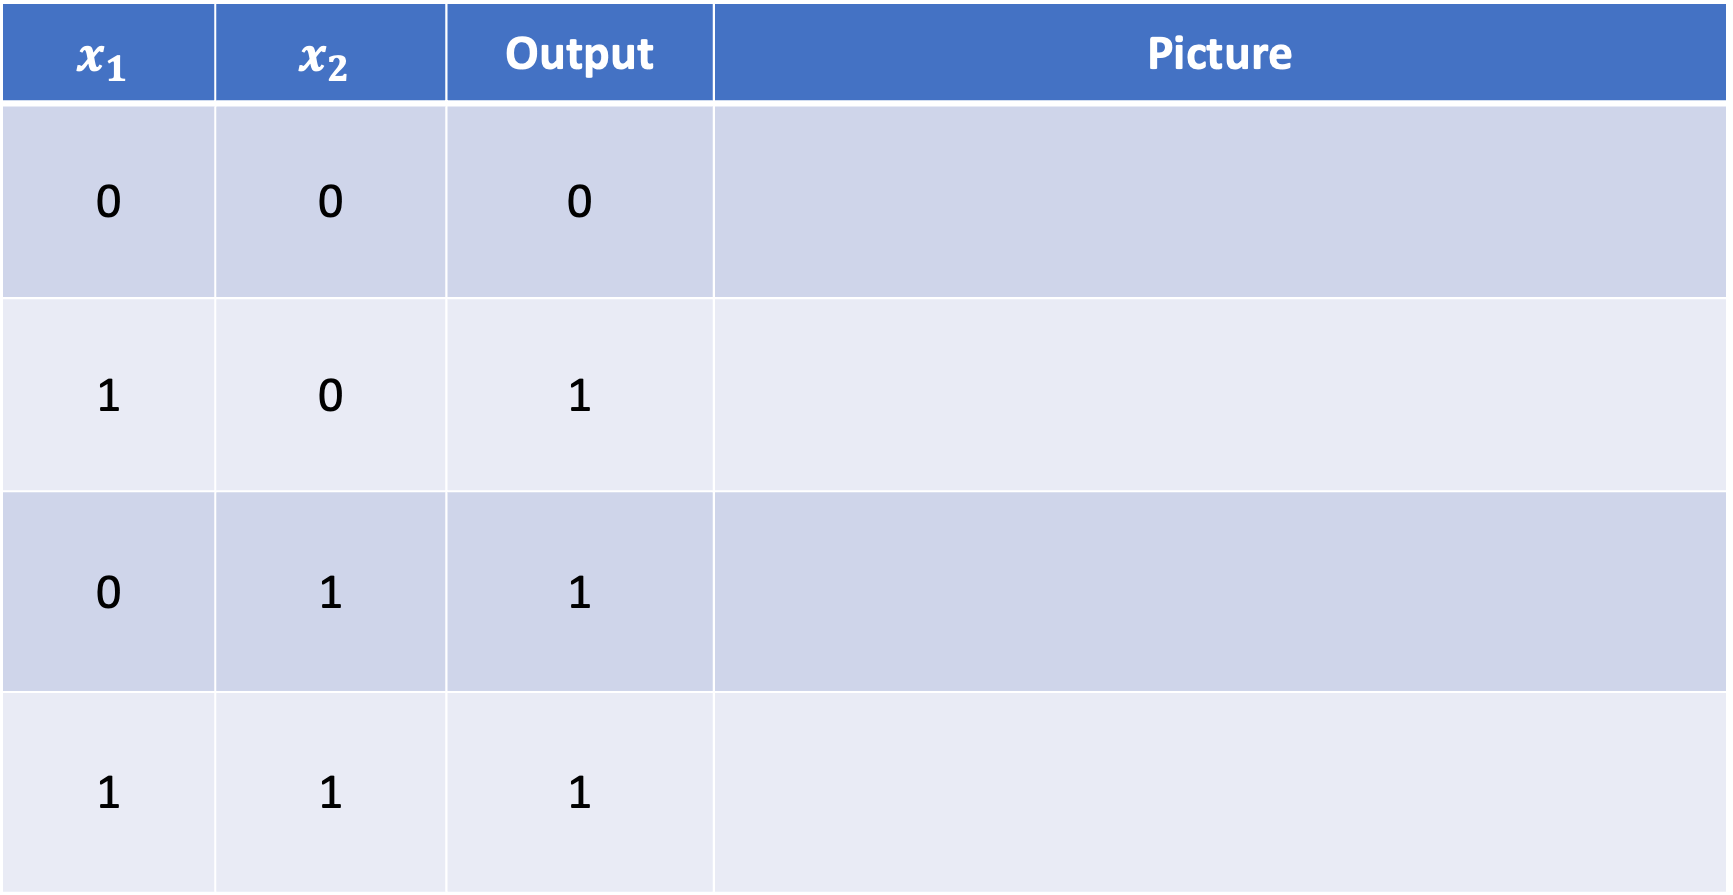 x₁ x₂ Output Picture
0 0 0
1 0 1
0 1 1
1 1 1